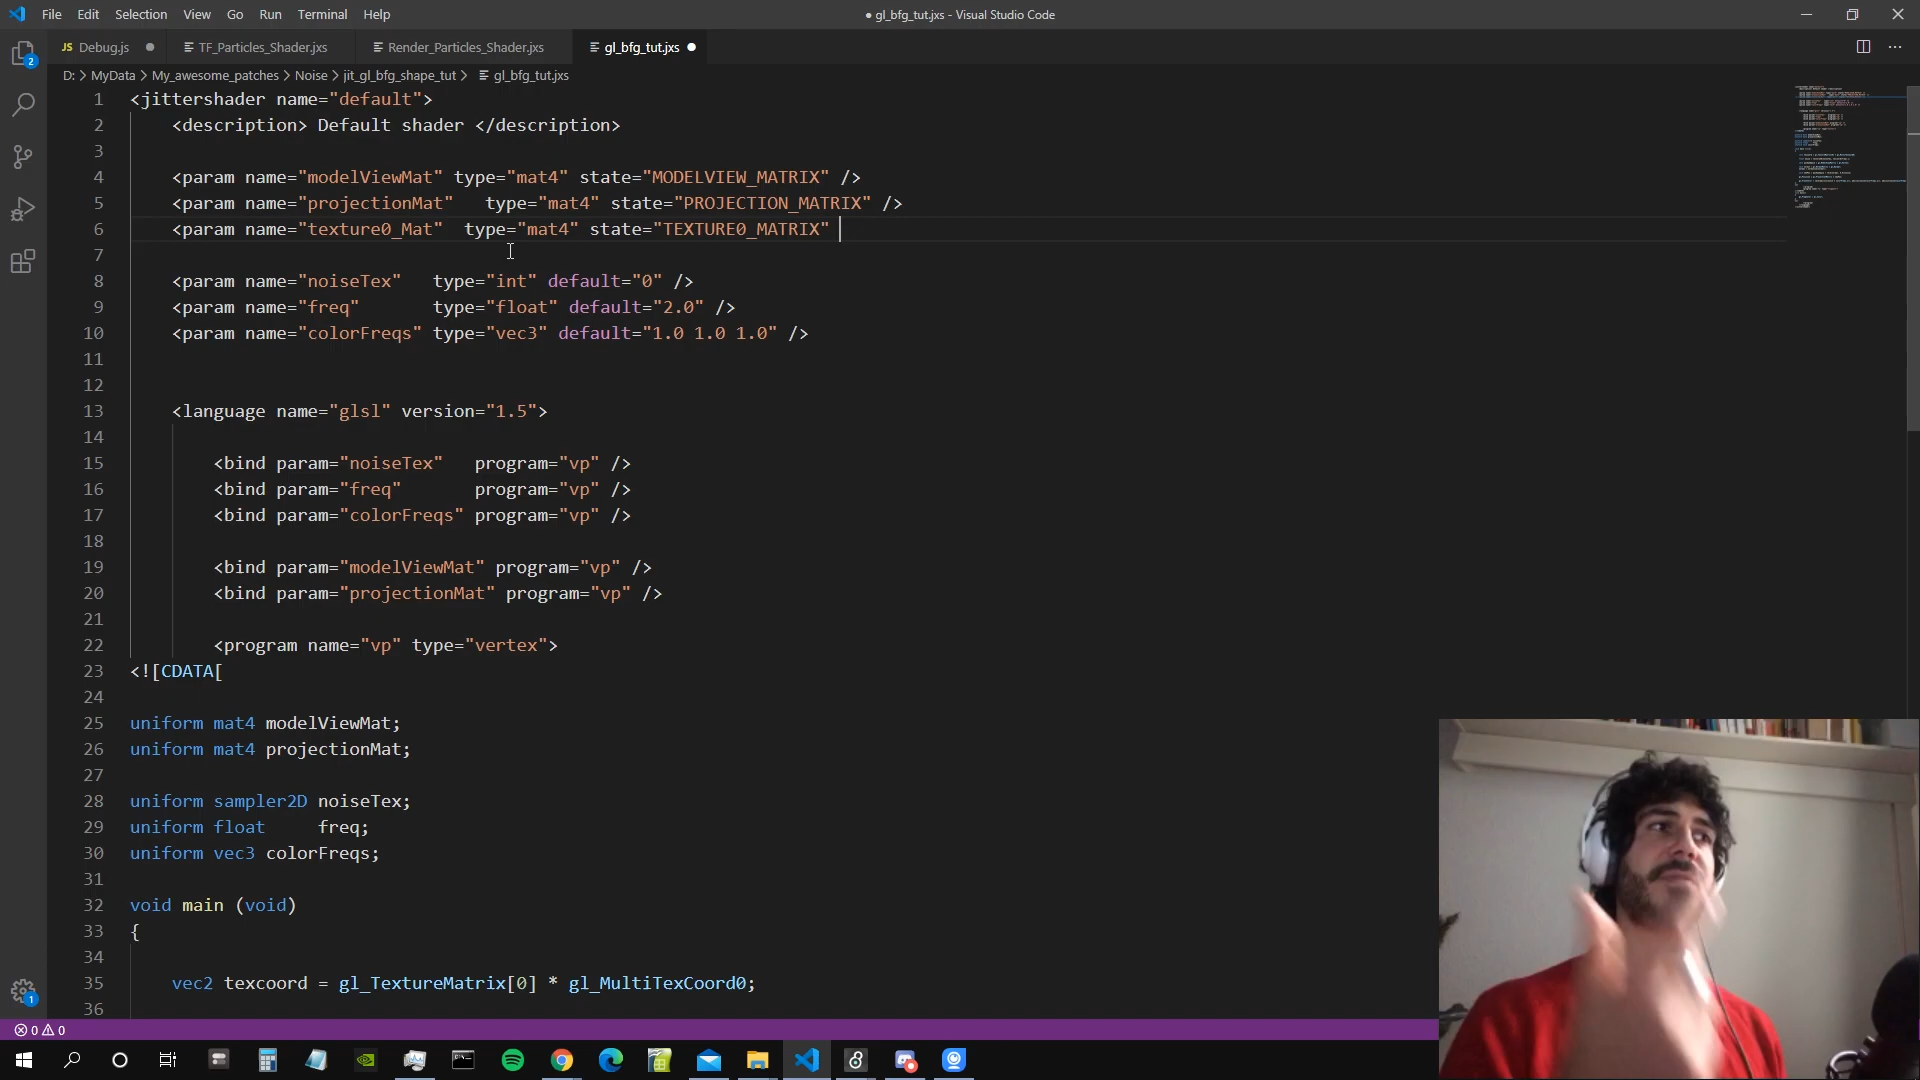 File Edit Selection View Go Run Terminal Help
● gl_bfg_tut.jxs - Visual Studio Code
JS Debug.js ●
TF_Particles_Shader.jxs
Render_Particles_Shader.jxs
gl_bfg_tut.jxs ●
D: > MyData > My_awesome_patches > Noise > jit_gl_bfg_shape_tut > gl_bfg_tut.jxs
1 <jittershader name="default">
2 <description> Default shader </description>
3
4 <param name="modelViewMat" type="mat4" state="MODELVIEW_MATRIX" />
5 <param name="projectionMat" type="mat4" state="PROJECTION_MATRIX" />
6 <param name="texture0_Mat" type="mat4" state="TEXTURE0_MATRIX"
7
8 <param name="noiseTex" type="int" default="0" />
9 <param name="freq" type="float" default="2.0" />
10 <param name="colorFreqs" type="vec3" default="1.0 1.0 1.0" />
11
12
13 <language name="glsl" version="1.5">
14
15 <bind param="noiseTex" program="vp" />
16 <bind param="freq" program="vp" />
17 <bind param="colorFreqs" program="vp" />
18
19 <bind param="modelViewMat" program="vp" />
20 <bind param="projectionMat" program="vp" />
21
22 <program name="vp" type="vertex">
23 <![CDATA[
24
25 uniform mat4 modelViewMat;
26 uniform mat4 projectionMat;
27
28 uniform sampler2D noiseTex;
29 uniform float freq;
30 uniform vec3 colorFreqs;
31
32 void main (void)
33 {
34
35 vec2 texcoord = gl_TextureMatrix[0] * gl_MultiTexCoord0;
36
2
1
0 0